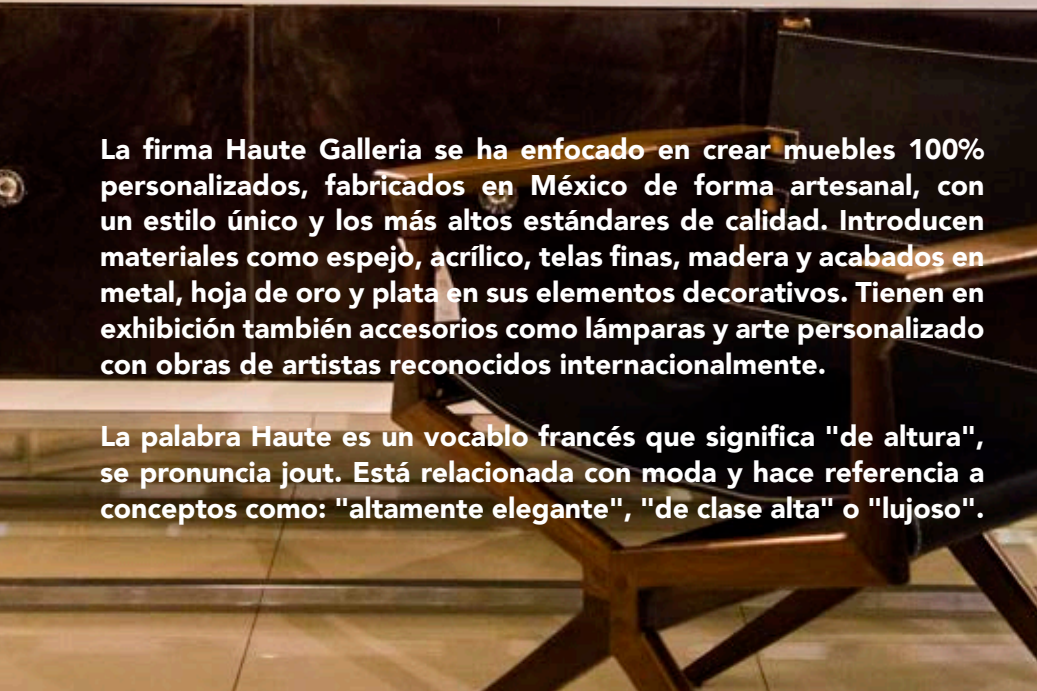 La firma Haute Galleria se ha enfocado en crear muebles 100%
personalizados, fabricados en México de forma artesanal, con
un estilo único y los más altos estándares de calidad. Introducen
materiales como espejo, acrílico, telas finas, madera y acabados en
metal, hoja de oro y plata en sus elementos decorativos. Tienen en
exhibición también accesorios como lámparas y arte personalizado
con obras de artistas reconocidos internacionalmente.
La palabra Haute es un vocablo francés que significa "de altura",
se pronuncia jout. Está relacionada con moda y hace referencia a
conceptos como: "altamente elegante", "de clase alta" o "lujoso".